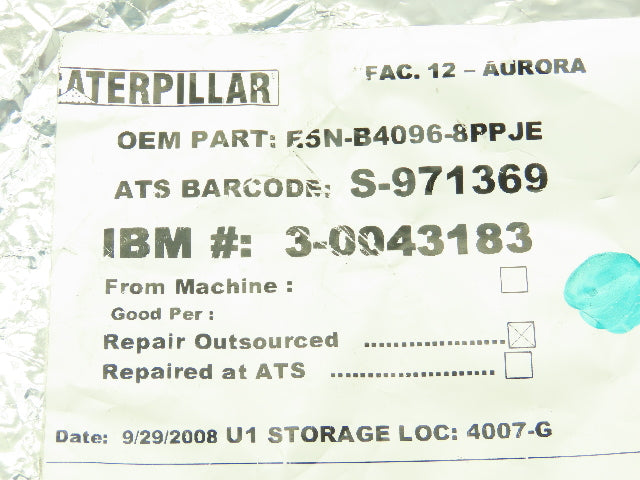 CATERPILLAR
FAC. 12 – AURORA
OEM PART: E5N-B4096-8PPJE
ATS BARCODE: S-971369
IBM #: 3-0043183
From Machine :
Good Per :
Repair Outsourced ....................
Repaired at ATS ........................
Date: 9/29/2008 U1 STORAGE LOC: 4007-G